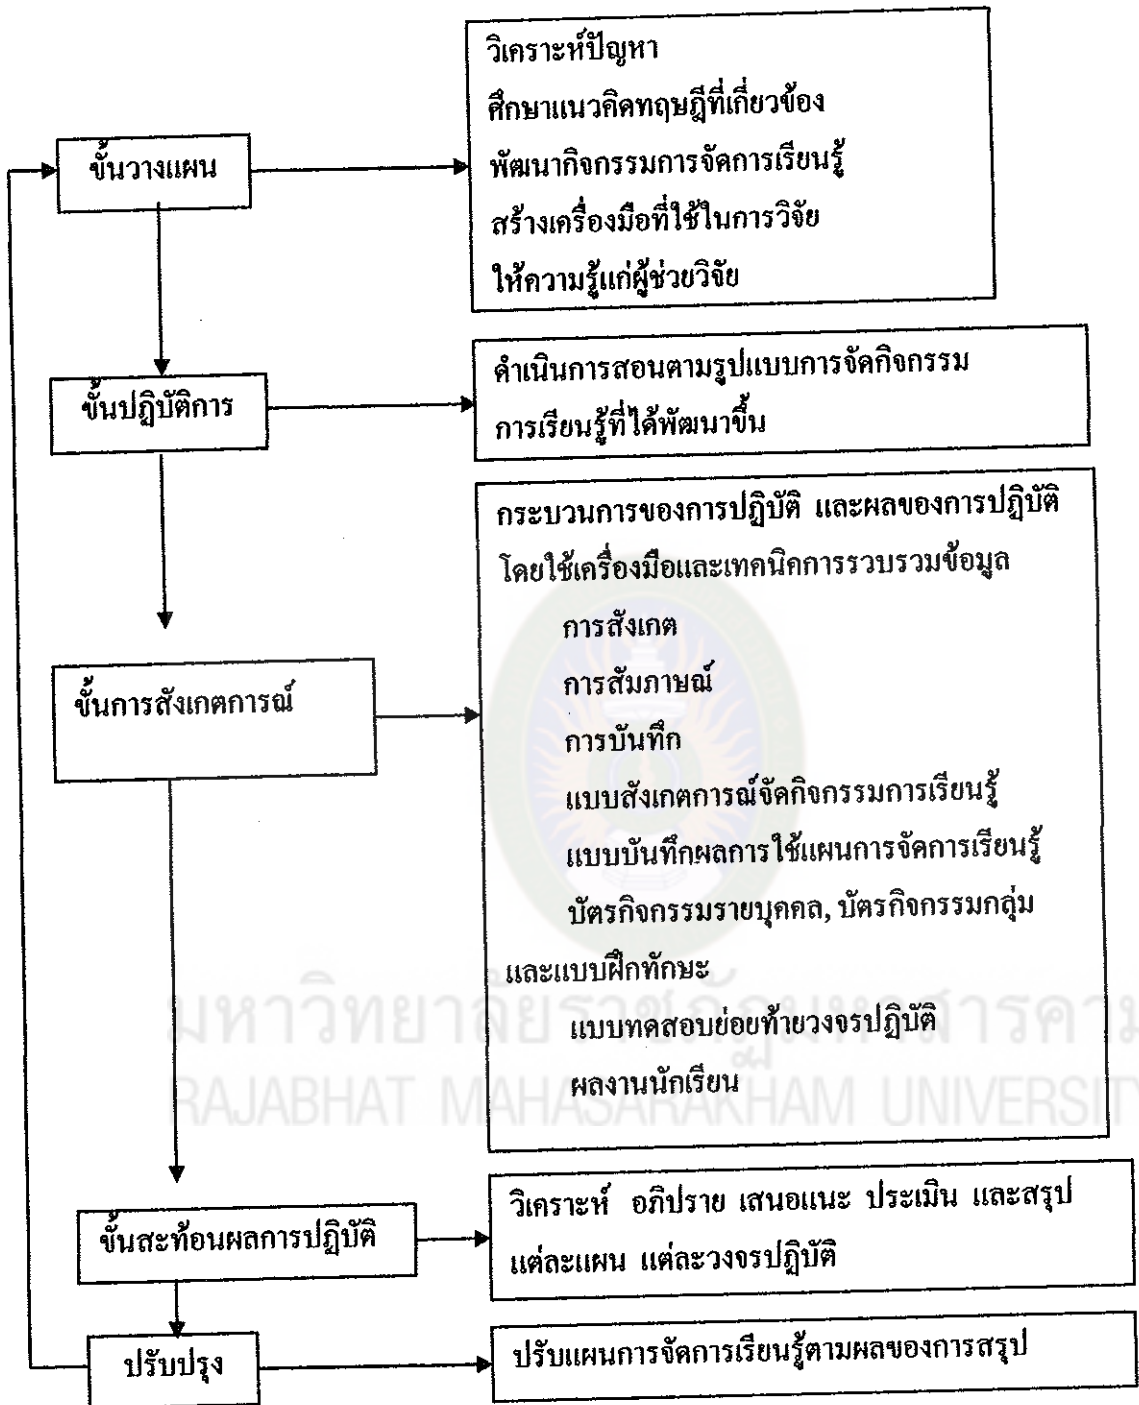 ขั้นวางแผน
วิเคราะห์ปัญหา
ศึกษาแนวคิดทฤษฎีที่เกี่ยวข้อง
พัฒนากิจกรรมการจัดการเรียนรู้
สร้างเครื่องมือที่ใช้ในการวิจัย
ให้ความรู้แก่ผู้ช่วยวิจัย
ขั้นปฏิบัติการ
ดำเนินการสอนตามรูปแบบการจัดกิจกรรม
การเรียนรู้ที่ได้พัฒนาขึ้น
ขั้นการสังเกตการณ์
กระบวนการของการปฏิบัติ และผลของการปฏิบัติ
โดยใช้เครื่องมือและเทคนิคการรวบรวมข้อมูล
การสังเกต
การสัมภาษณ์
การบันทึก
แบบสังเกตการณ์จัดกิจกรรมการเรียนรู้
แบบบันทึกผลการใช้แผนการจัดการเรียนรู้
บัตรกิจกรรมรายบุคคล, บัตรกิจกรรมกลุ่ม
และแบบฝึกทักษะ
แบบทดสอบย่อยท้ายวงจรปฏิบัติ
ผลงานนักเรียน
มหาวิทยาลัยราชภัฏมหาสารคาม
RAJABHAT MAHASARAKHAM UNIVERSITY
ขั้นสะท้อนผลการปฏิบัติ
วิเคราะห์ อภิปราย เสนอแนะ ประเมิน และสรุป
แต่ละแผน แต่ละวงจรปฏิบัติ
ปรับปรุง
ปรับแผนการจัดการเรียนรู้ตามผลของการสรุป